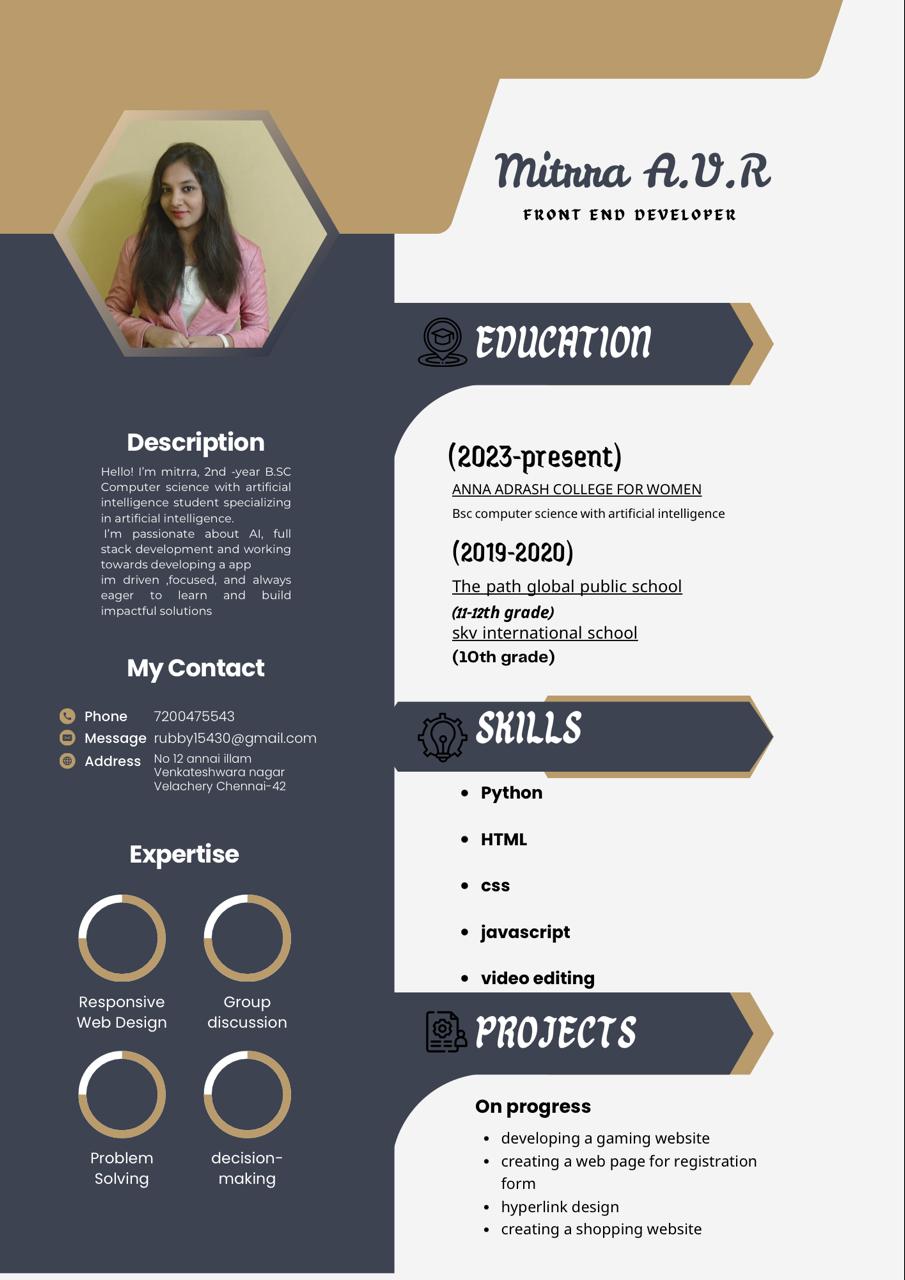 Mitrra A.V.R
FRONT END DEVELOPER
Description
Hello! I'm mitrra, 2nd -year B.SC
Computer science with artificial
intelligence student specializing
in artificial intelligence.
I'm passionate about AI, full
stack development and working
towards developing a app
im driven ,focused, and always
eager to learn and build
impactful solutions
My Contact
Phone 7200475543
Message rubby15430@gmail.com
Address No 12 annai illam
Venkateshwara nagar
Velachery Chennai-42
Expertise
Responsive
Web Design
Group
discussion
Problem
Solving
decision-
making
EDUCATION
(2023-present)
ANNA ADRASH COLLEGE FOR WOMEN
Bsc computer science with artificial intelligence
(2019-2020)
The path global public school
(11-12th grade)
skv international school
(10th grade)
SKILLS
• Python
• HTML
• css
• javascript
• video editing
PROJECTS
On progress
• developing a gaming website
• creating a web page for registration
form
• hyperlink design
• creating a shopping website